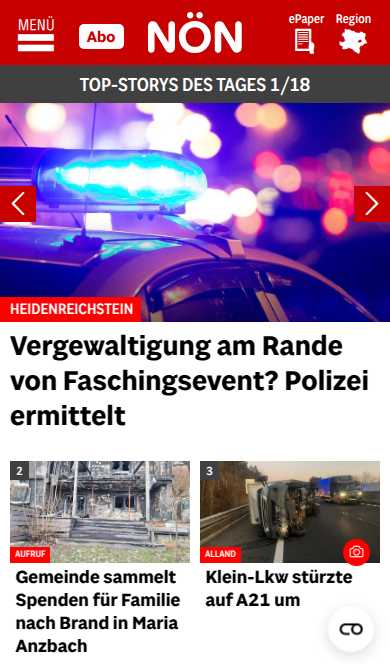 MENÜ
Abo
NÖN
ePaper
Region
TOP-STORYS DES TAGES 1/18
HEIDENREICHSTEIN
Vergewaltigung am Rande
von Faschingsevent? Polizei
ermittelt
2
AUFRUF
Gemeinde sammelt
Spenden für Familie
nach Brand in Maria
Anzbach
3
ALLAND
Klein-Lkw stürzte
auf A21 um